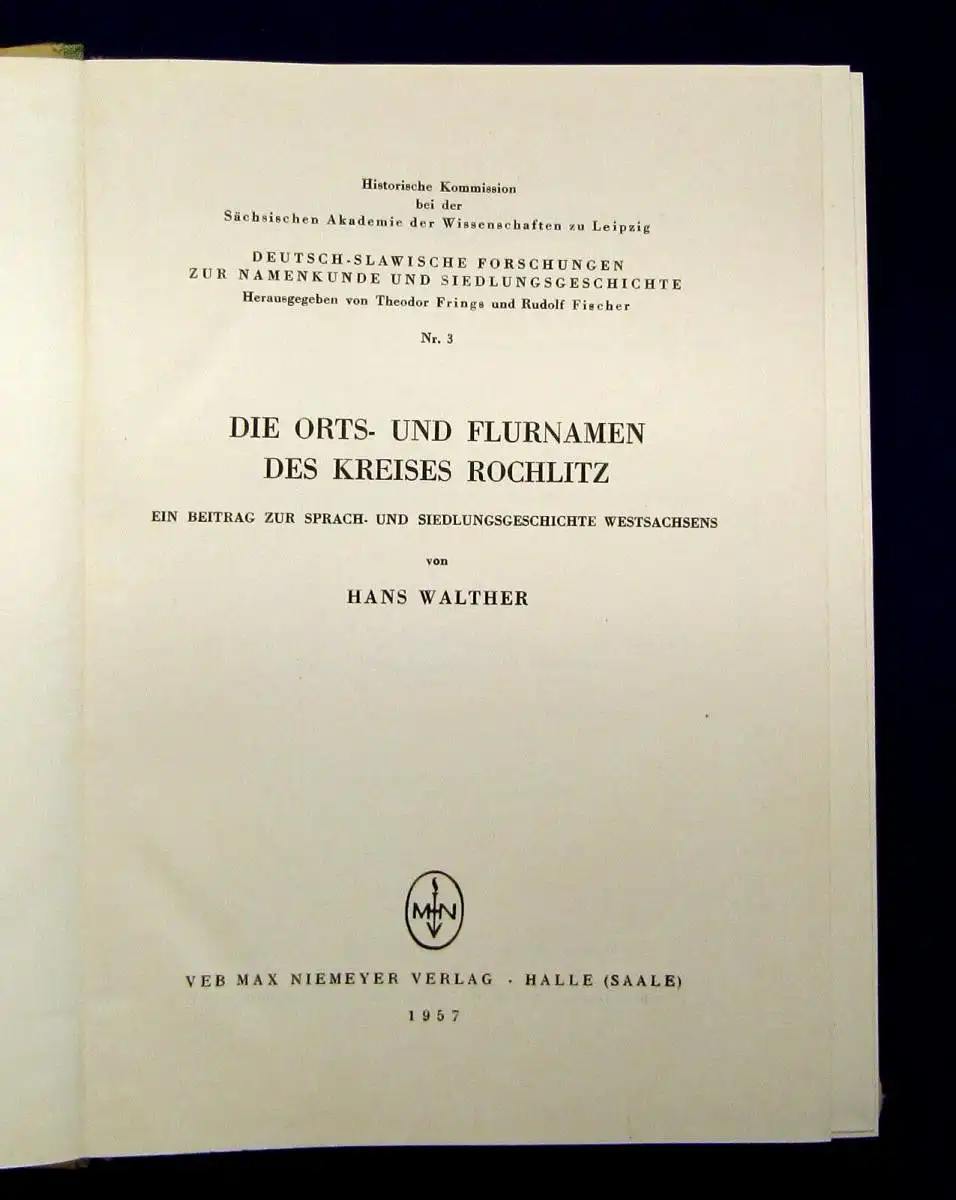 Historische Kommission
bei der
Sächsischen Akademie der Wissenschaften zu Leipzig
DEUTSCH-SLAWISCHE FORSCHUNGEN
ZUR NAMENKUNDE UND SIEDLUNGSGESCHICHTE
Herausgegeben von Theodor Frings und Rudolf Fischer
Nr. 3
DIE ORTS- UND FLURNAMEN
DES KREISES ROCHLITZ
EIN BEITRAG ZUR SPRACH- UND SIEDLUNGSGESCHICHTE WESTSACHSENS
von
HANS WALTHER
MN
VEB MAX NIEMEYER VERLAG · HALLE (SAALE)
1957